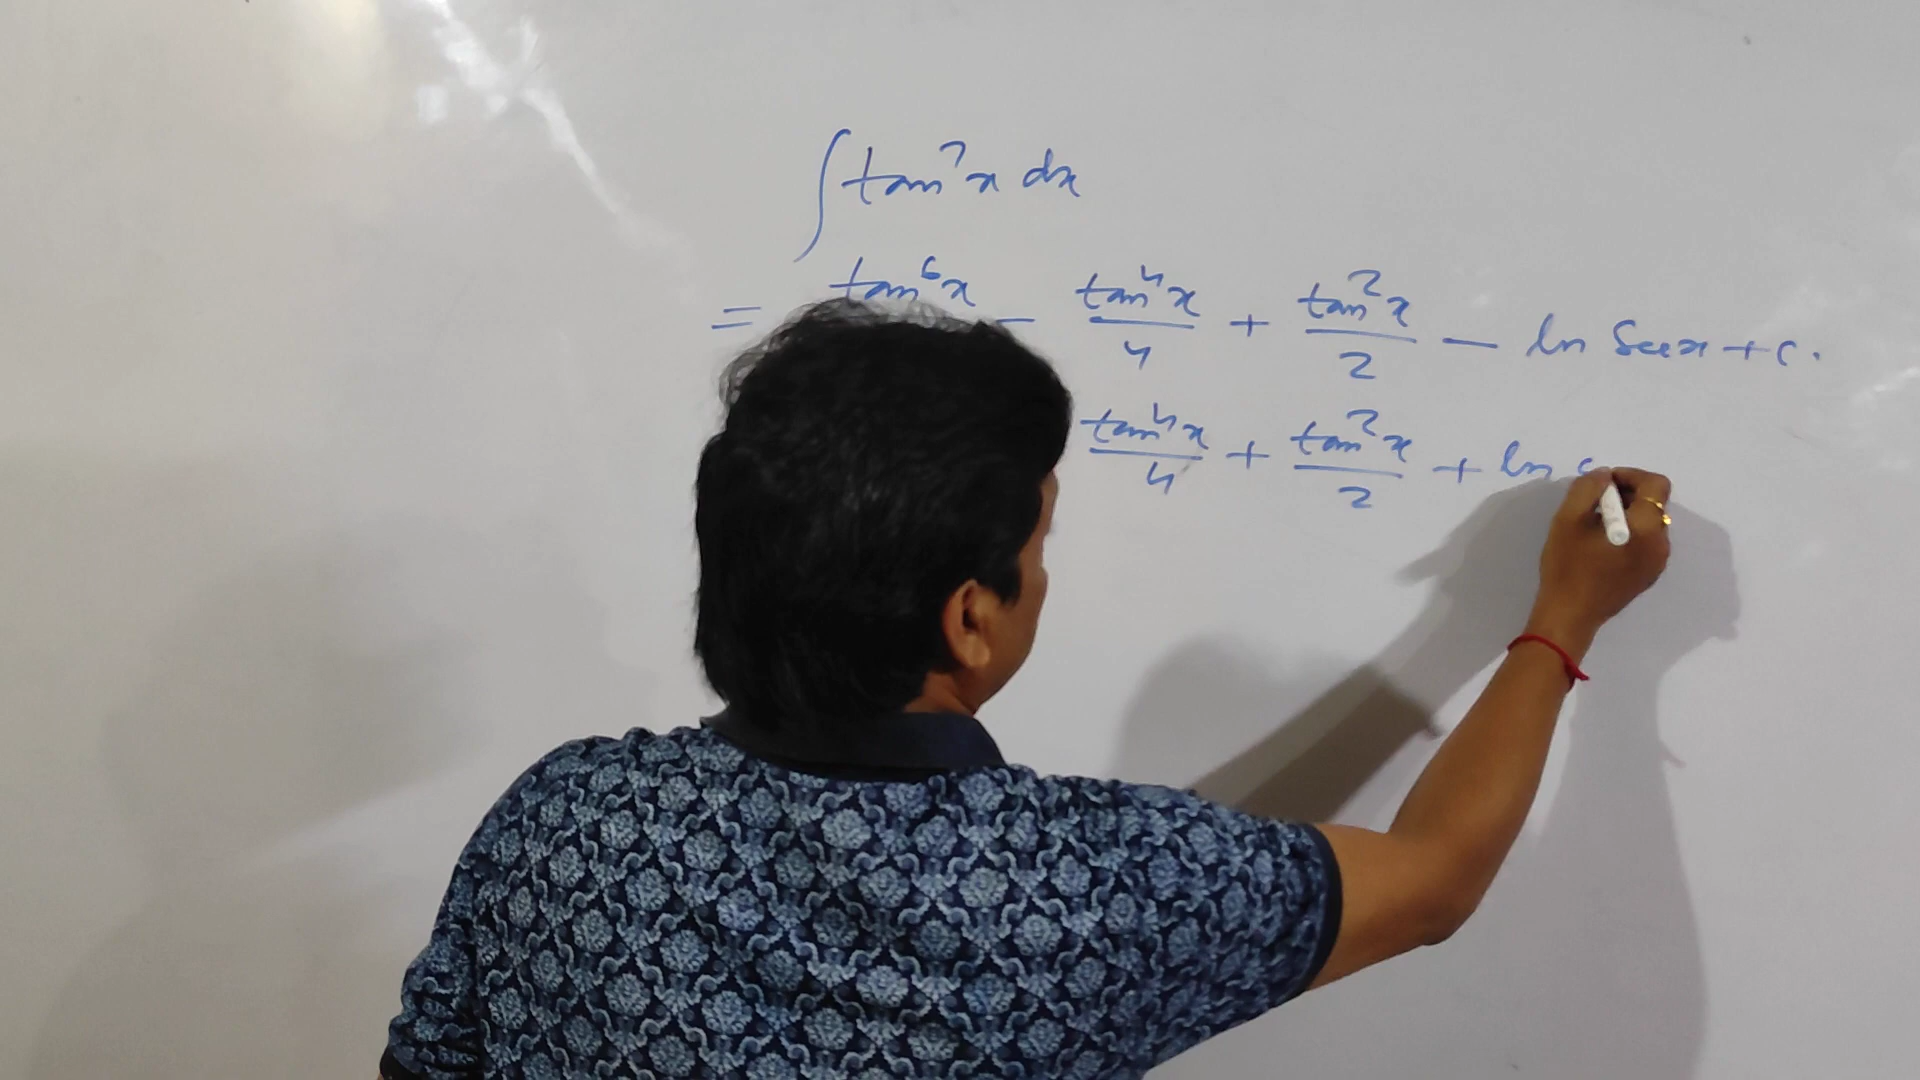 ∫ tan⁷x dx
= tan⁶x − tan⁴x/4 + tan²x/2 − ln Secx + c.
tan⁴x/4 + tan²x/2 + ln